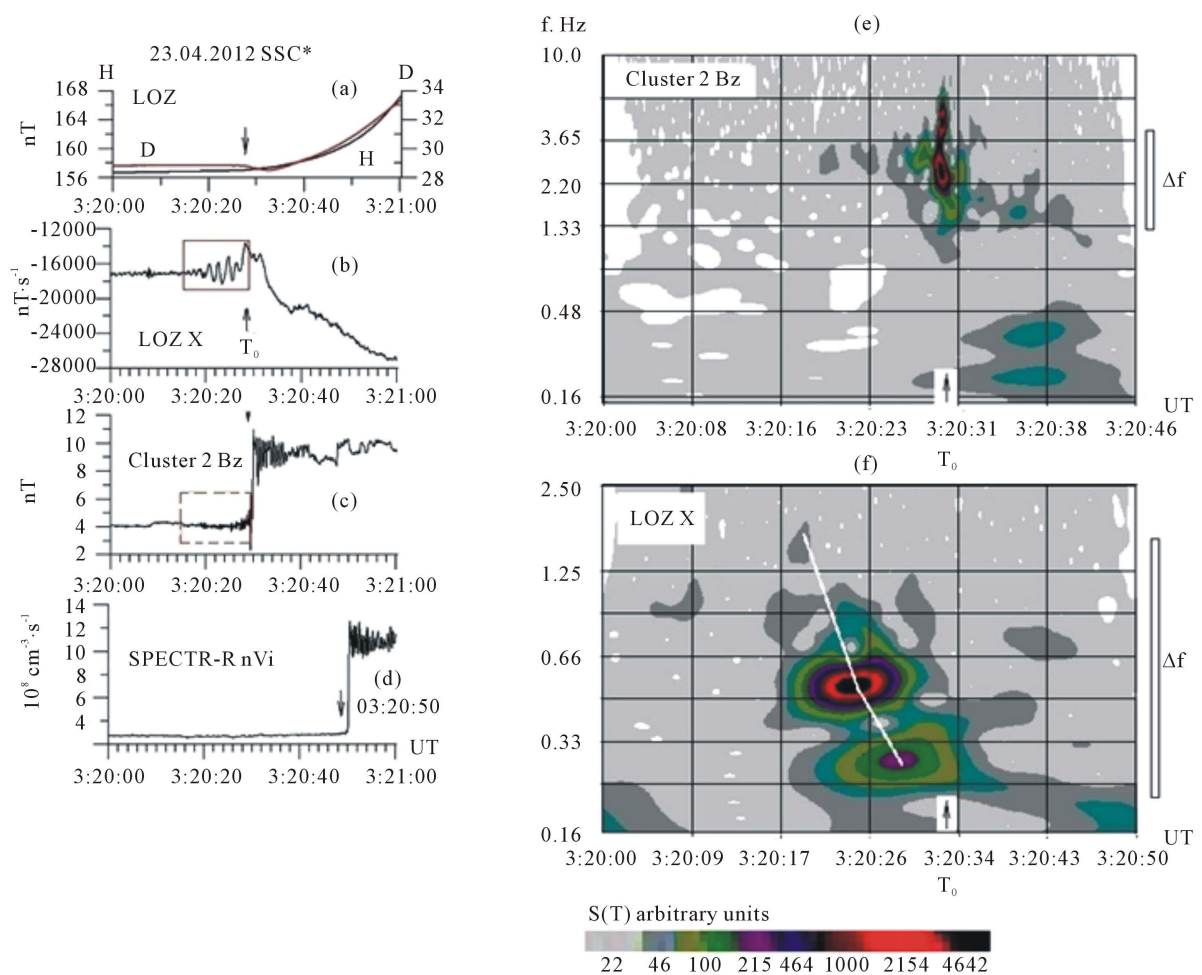 23.04.2012 SSC*
H D
168 34
LOZ (a)
164 32
nT
160 30
D H
156 28
3:20:00 3:20:20 3:20:40 3:21:00
-12000
-16000 (b)
nT·s-1
-20000
-24000
LOZ X T0
-28000
3:20:00 3:20:20 3:20:40 3:21:00
12
10
Cluster 2 Bz
8
nT
6 (c)
4
2
3:20:00 3:20:20 3:20:40 3:21:00
14
12
10
SPECTR-R nVi
10⁸ cm-3·s-1
8
(d)
6
03:20:50
4
UT
3:20:00 3:20:20 3:20:40 3:21:00
f. Hz (e)
10.0
Cluster 2 Bz
3.65
2.20 Δf
1.33
0.48
0.16
UT
3:20:00 3:20:08 3:20:16 3:20:23 3:20:31 3:20:38 3:20:46
T0
(f)
2.50
LOZ X
1.25
0.66 Δf
0.33
0.16
UT
3:20:00 3:20:09 3:20:17 3:20:26 3:20:34 3:20:43 3:20:50
T0
S(T) arbitrary units
22 46 100 215 464 1000 2154 4642